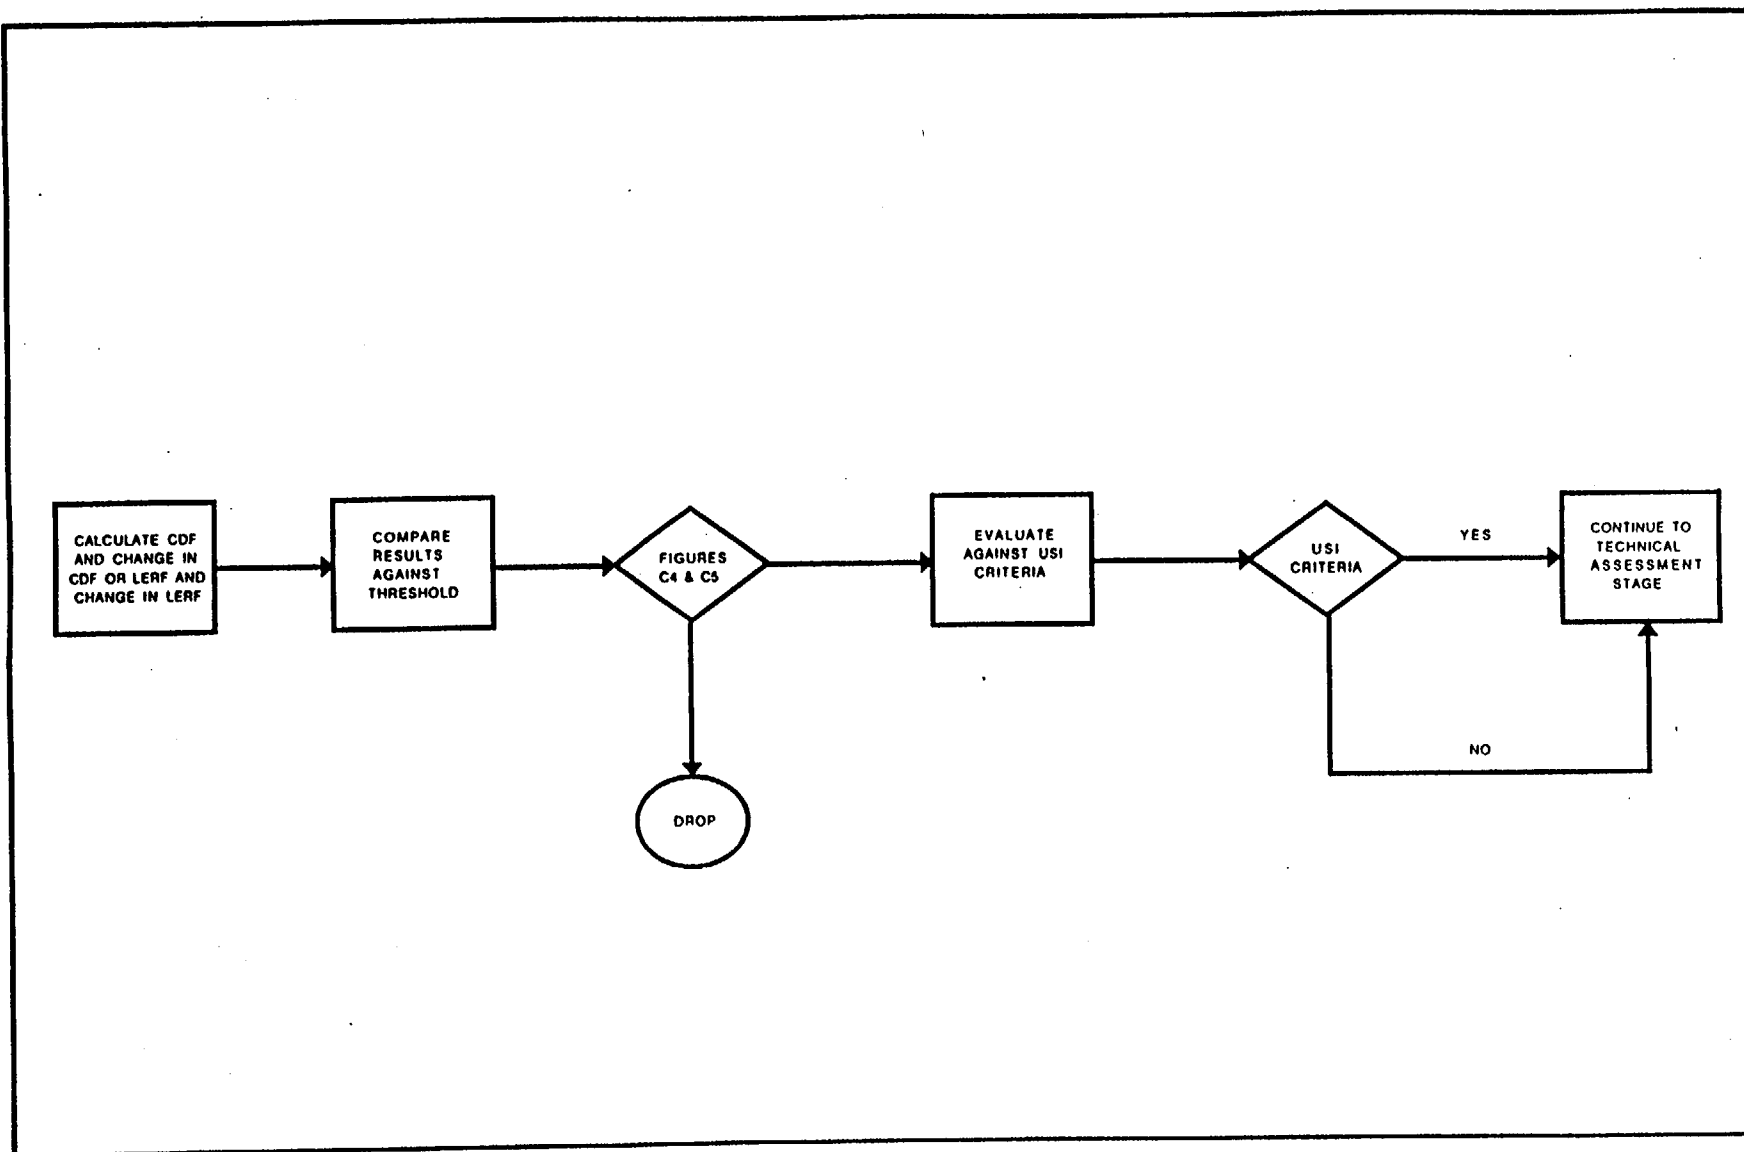 CALCULATE CDF
AND CHANGE IN
CDF OR LERF AND
CHANGE IN LERF
COMPARE
RESULTS
AGAINST
THRESHOLD
FIGURES
C4 & C5
DROP
EVALUATE
AGAINST USI
CRITERIA
USI
CRITERIA
YES
NO
CONTINUE TO
TECHNICAL
ASSESSMENT
STAGE